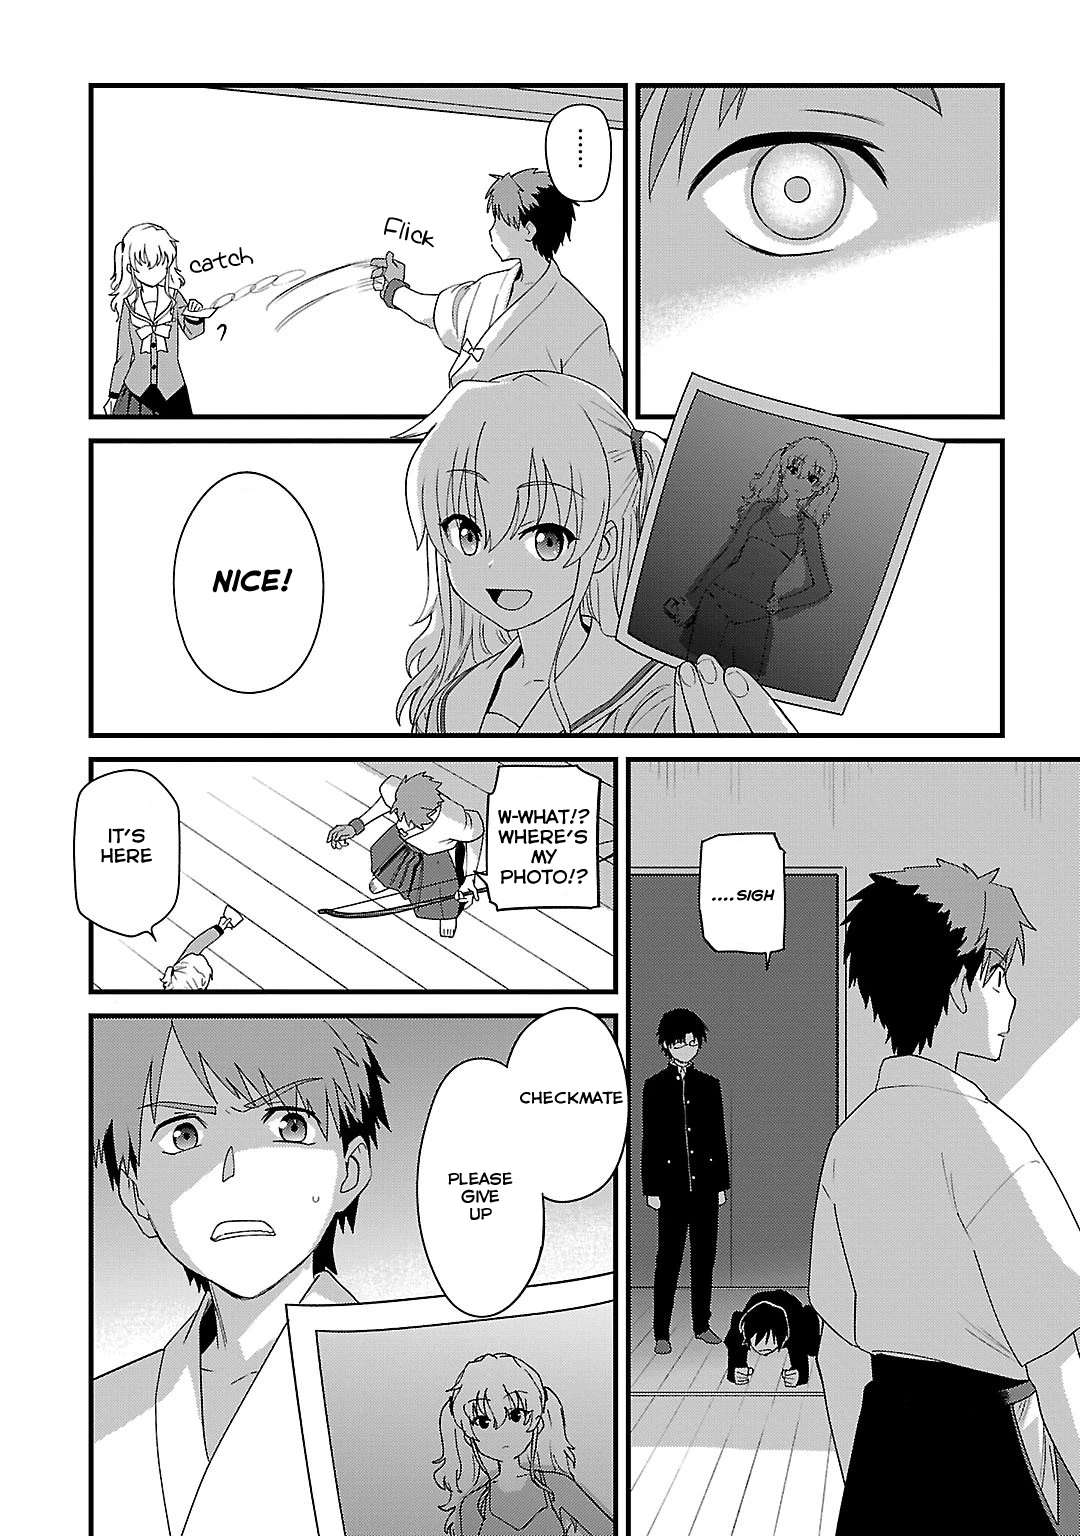 ......
Flick
catch
NICE!
W-WHAT!?
WHERE'S
MY
PHOTO!?
IT'S
HERE
....SIGH
CHECKMATE
PLEASE
GIVE
UP